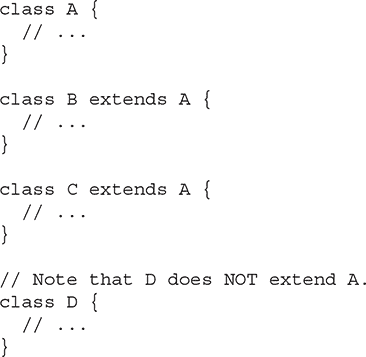 class A {
  // ...
}

class B extends A {
  // ...
}

class C extends A {
  // ...
}

// Note that D does NOT extend A.
class D {
  // ...
}